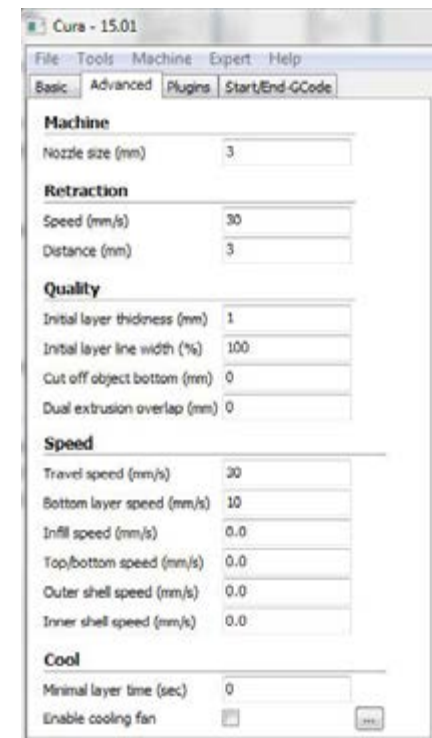 Cura - 15.01
File Tools Machine Expert Help
Basic Advanced Plugins Start/End-GCode
Machine
Nozzle size (mm) 3
Retraction
Speed (mm/s) 30
Distance (mm) 3
Quality
Initial layer thickness (mm) 1
Initial layer line width (%) 100
Cut off object bottom (mm) 0
Dual extrusion overlap (mm) 0
Speed
Travel speed (mm/s) 30
Bottom layer speed (mm/s) 10
Infill speed (mm/s) 0.0
Top/bottom speed (mm/s) 0.0
Outer shell speed (mm/s) 0.0
Inner shell speed (mm/s) 0.0
Cool
Minimal layer time (sec) 0
Enable cooling fan ...